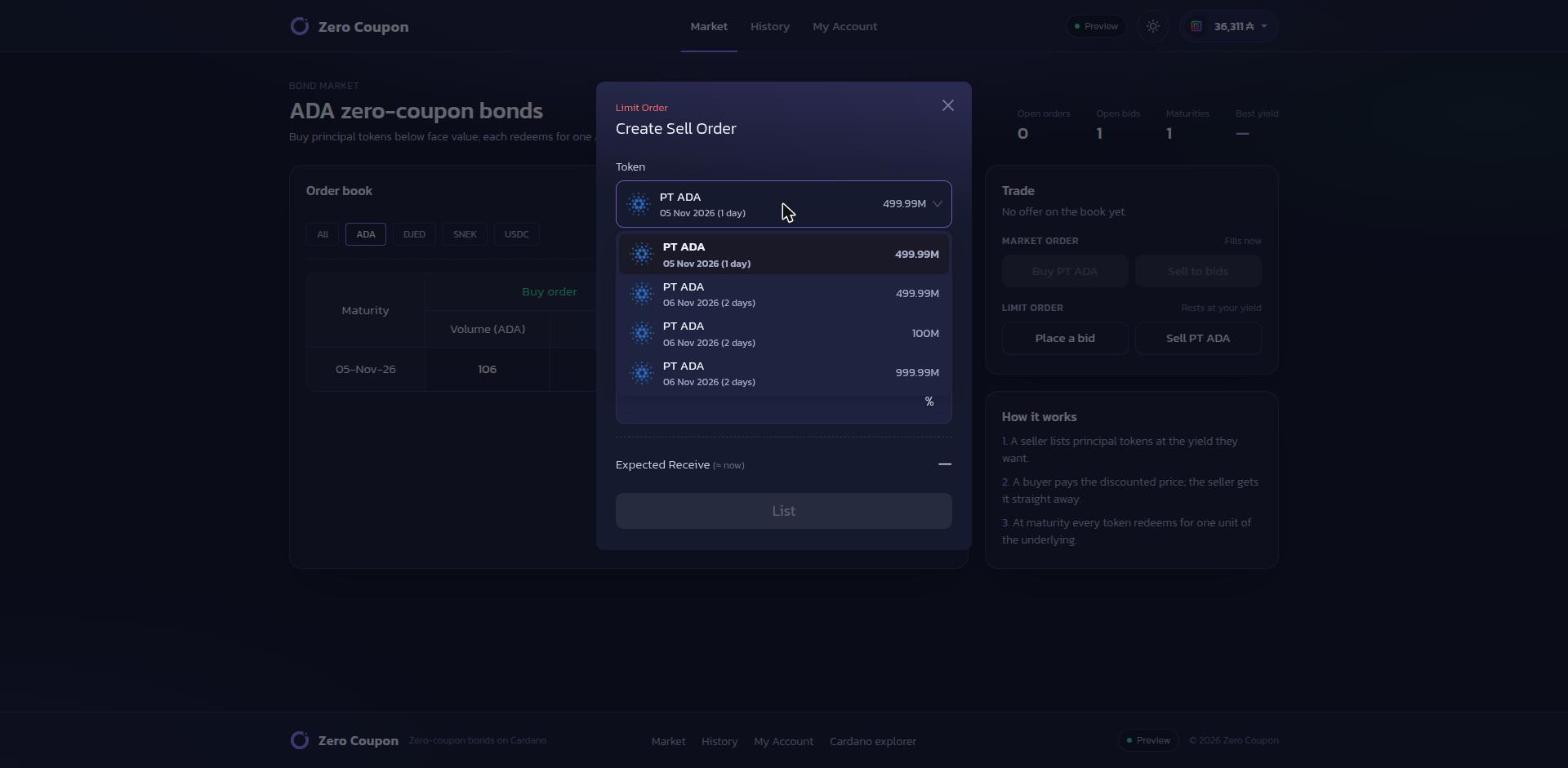 Zero Coupon
Market
History
My Account
Preview
36,311 ₳
BOND MARKET
ADA zero-coupon bonds
Buy principal tokens below face value; each redeems for one
Open orders
0
Open bids
1
Maturities
1
Best yield
—
Order book
All
ADA
DJED
SNEK
USDC
Maturity
Buy order
Volume (ADA)
05-Nov-26
106
Limit Order
Create Sell Order
Token
PT ADA
05 Nov 2026 (1 day)
499.99M
PT ADA
05 Nov 2026 (1 day)
499.99M
PT ADA
06 Nov 2026 (2 days)
499.99M
PT ADA
06 Nov 2026 (2 days)
100M
PT ADA
06 Nov 2026 (2 days)
999.99M
%
Expected Receive (≈ now)
—
List
Trade
No offer on the book yet.
MARKET ORDER
Fills now
Buy PT ADA
Sell to bids
LIMIT ORDER
Rests at your yield
Place a bid
Sell PT ADA
How it works
1. A seller lists principal tokens at the yield they
want.
2. A buyer pays the discounted price; the seller gets
it straight away.
3. At maturity every token redeems for one unit of
the underlying.
Zero Coupon
Zero-coupon bonds on Cardano
Market
History
My Account
Cardano explorer
Preview
© 2026 Zero Coupon